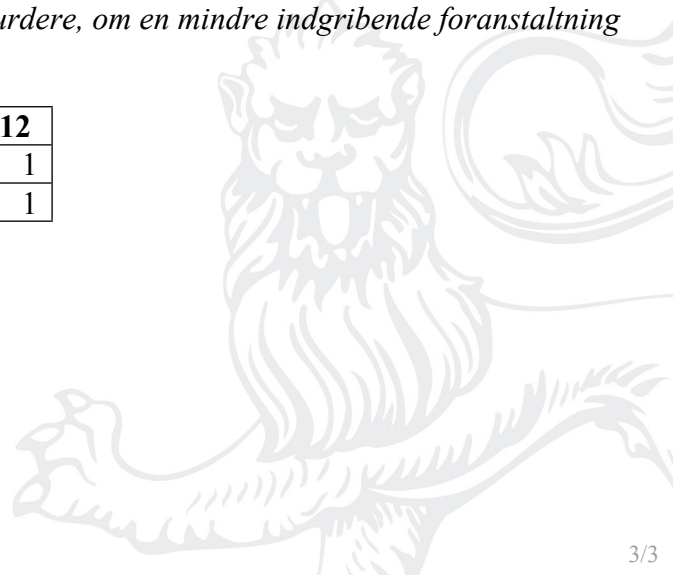 urdere, om en mindre indgribende foranstaltning
12
1
1
3/3